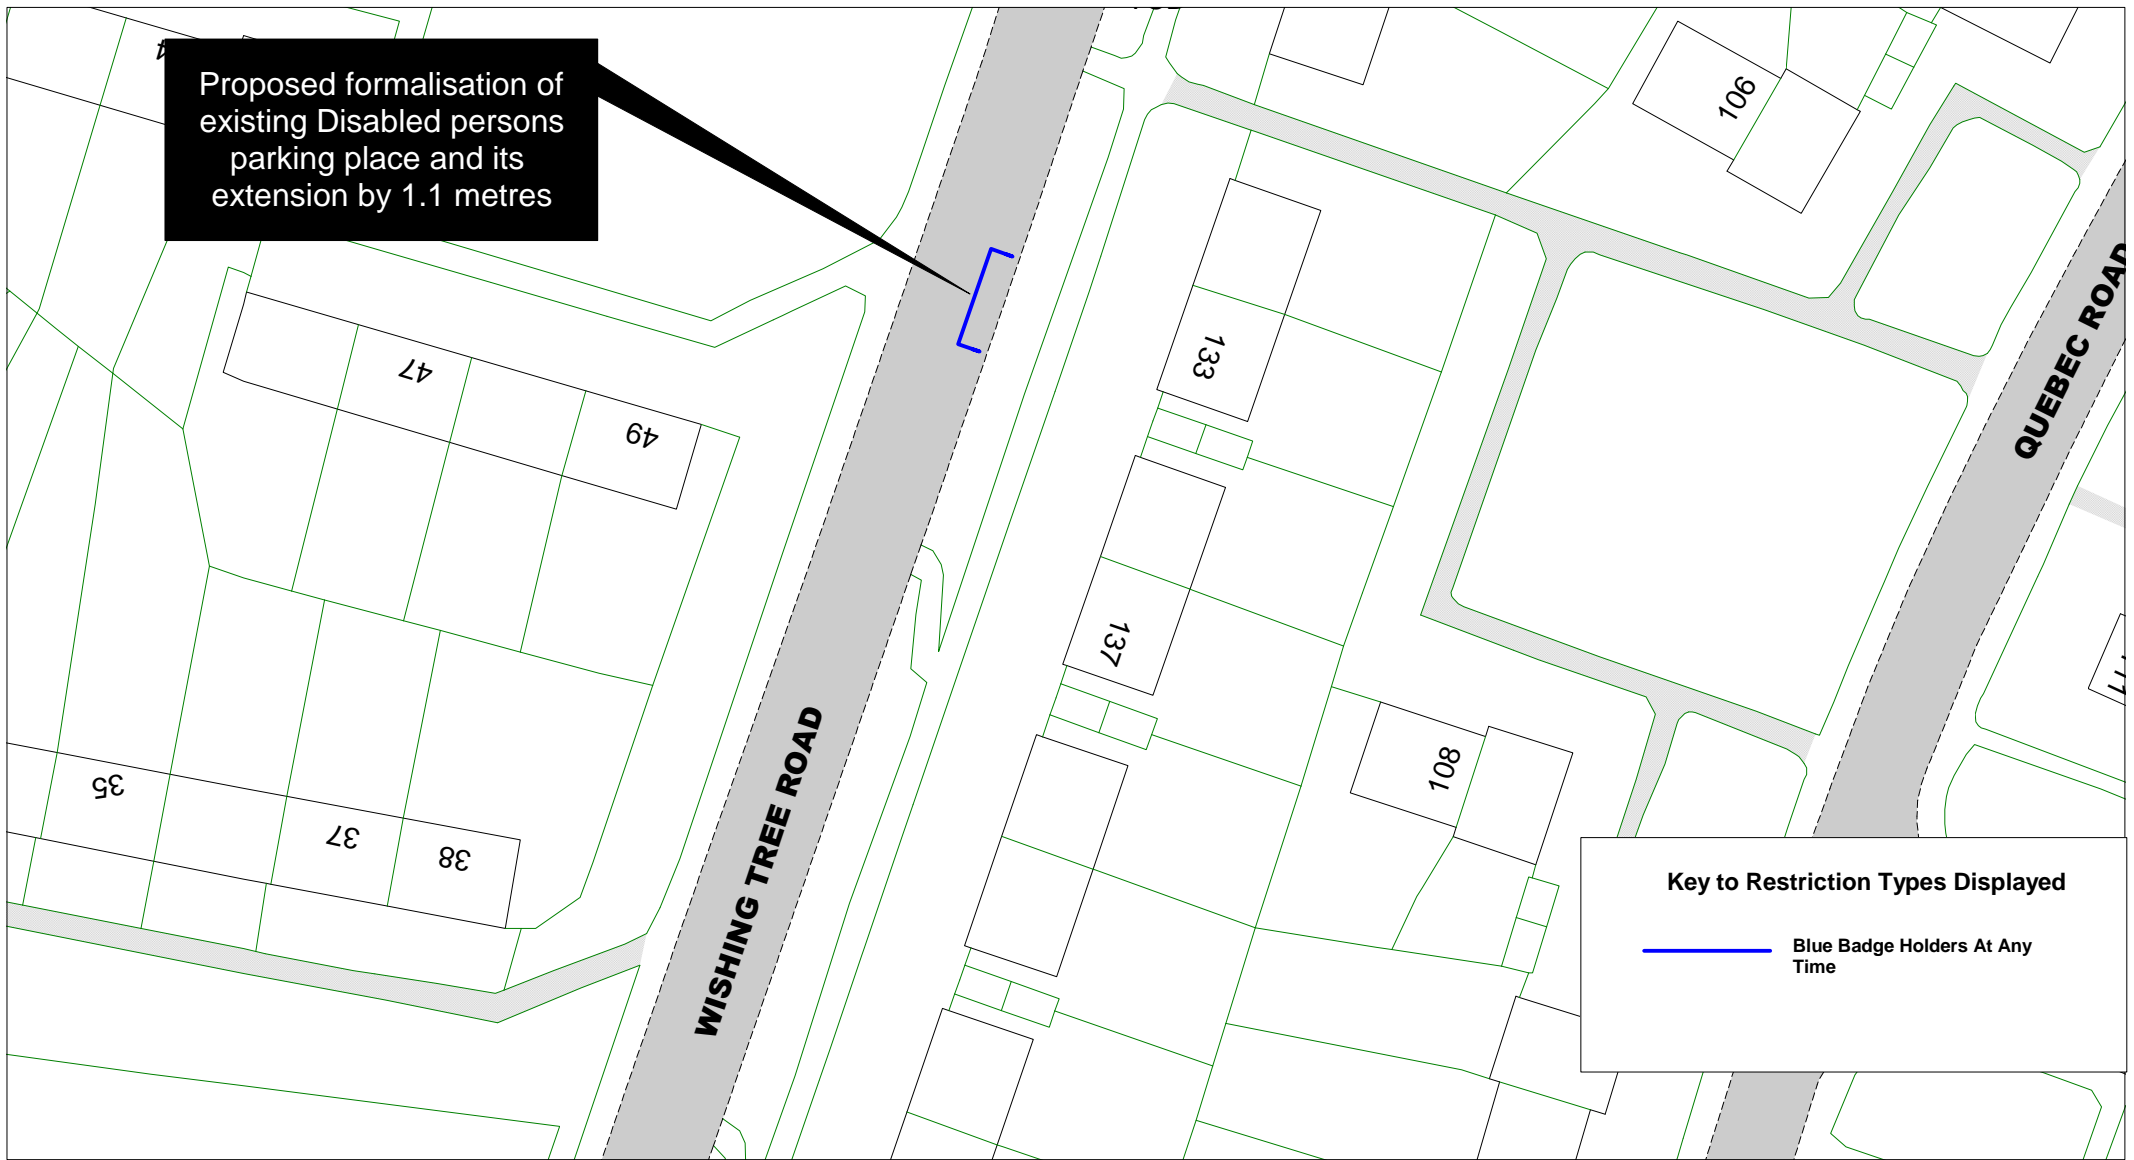 Proposed formalisation of
existing Disabled persons
parking place and its
extension by 1.1 metres
106
QUEBEC ROAD
133
47
49
137
108
35
37
38
WISHING TREE ROAD
Key to Restriction Types Displayed
Blue Badge Holders At Any
Time